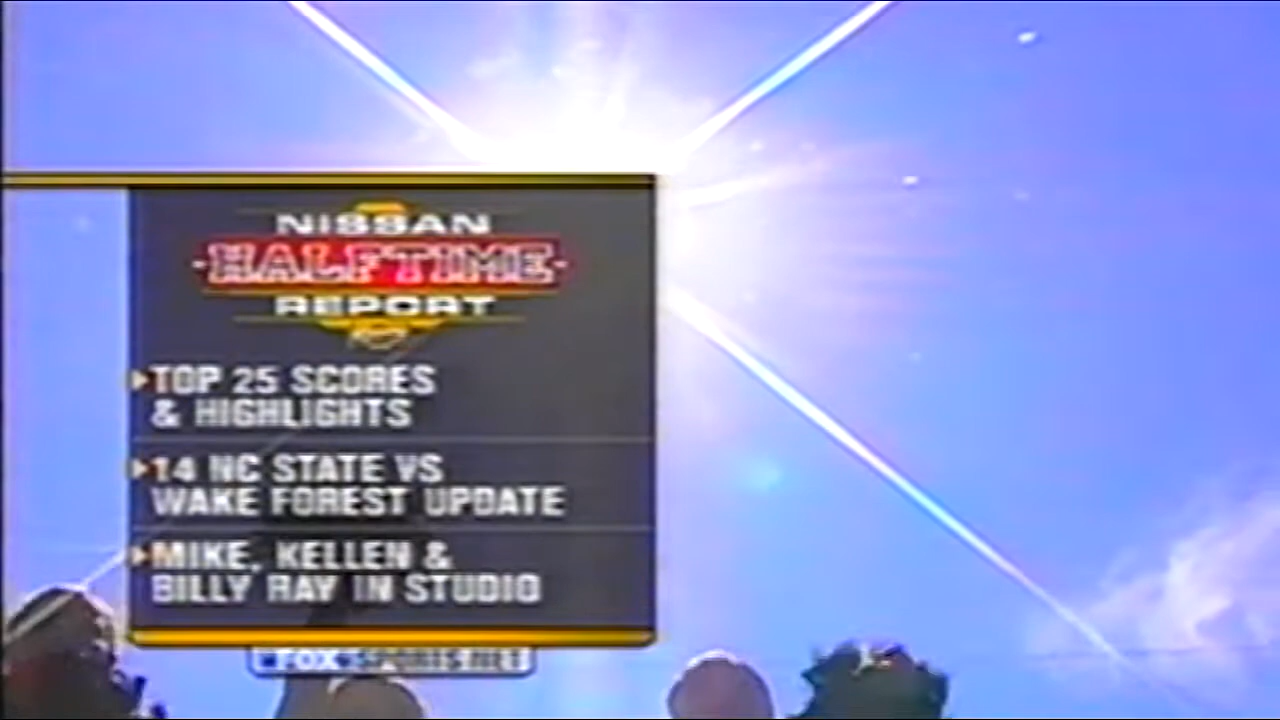 NISSAN
HALFTIME
REPORT
TOP 25 SCORES
& HIGHLIGHTS
14 NC STATE VS
WAKE FOREST UPDATE
MIKE, KELLEN &
BILLY RAY IN STUDIO
FOX SPORTS NET